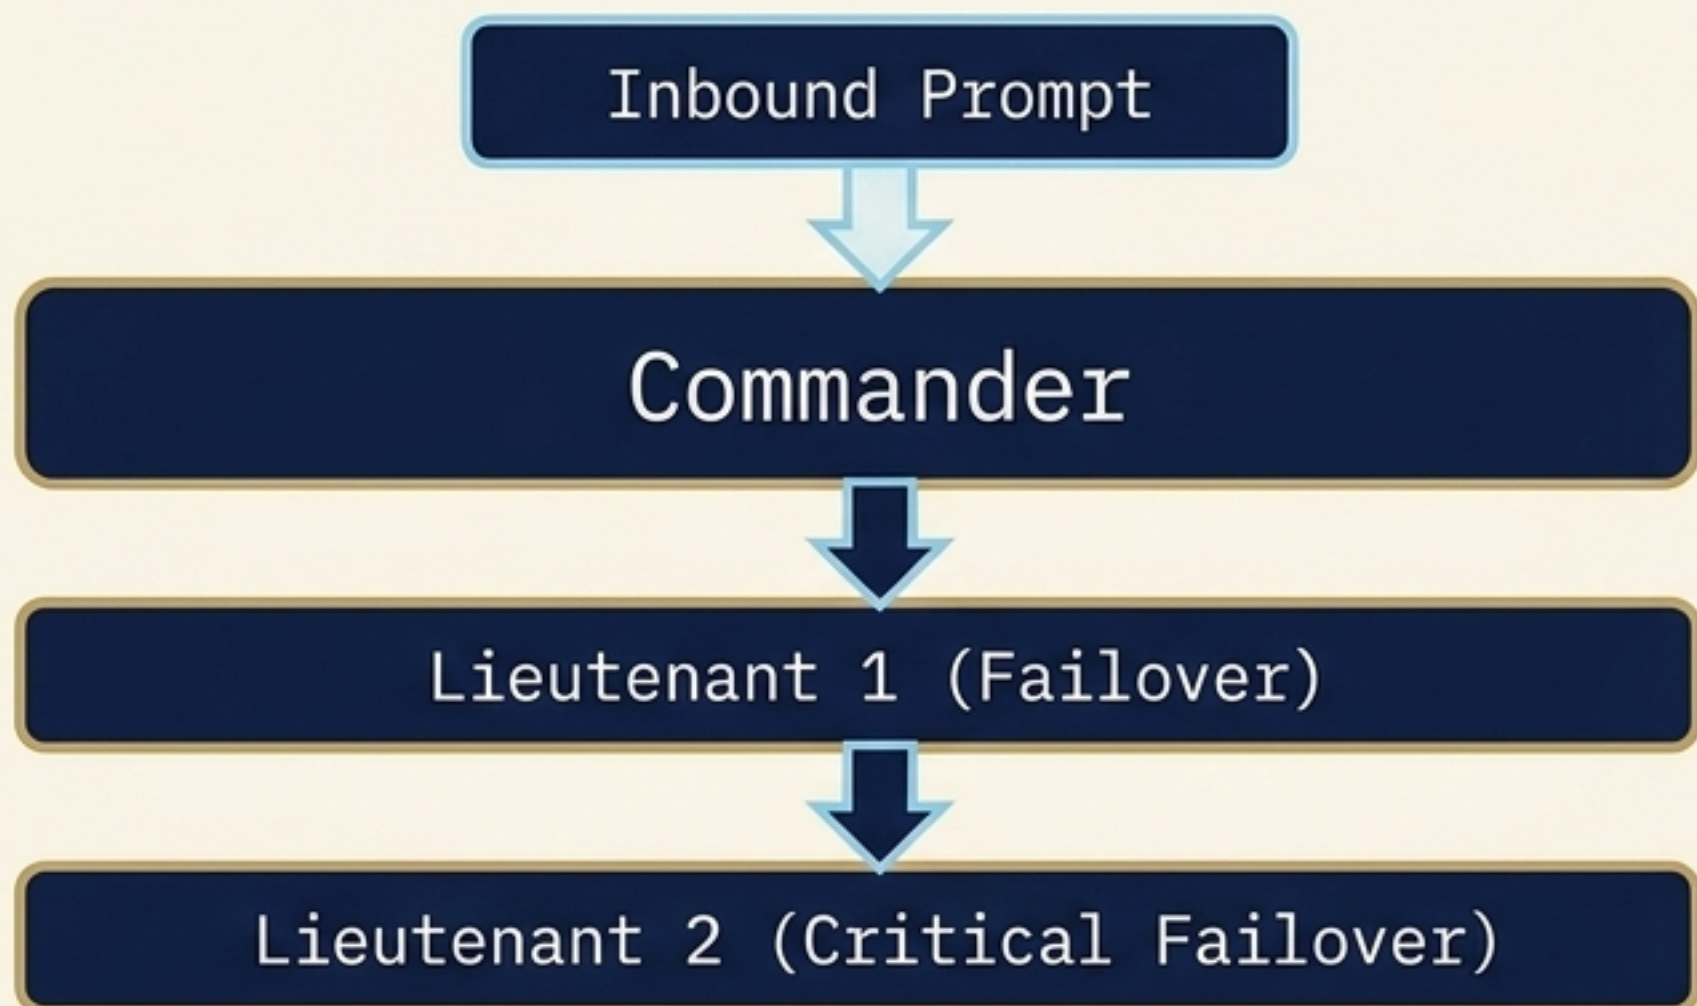 Inbound Prompt
Commander
Lieutenant 1 (Failover)
Lieutenant 2 (Critical Failover)